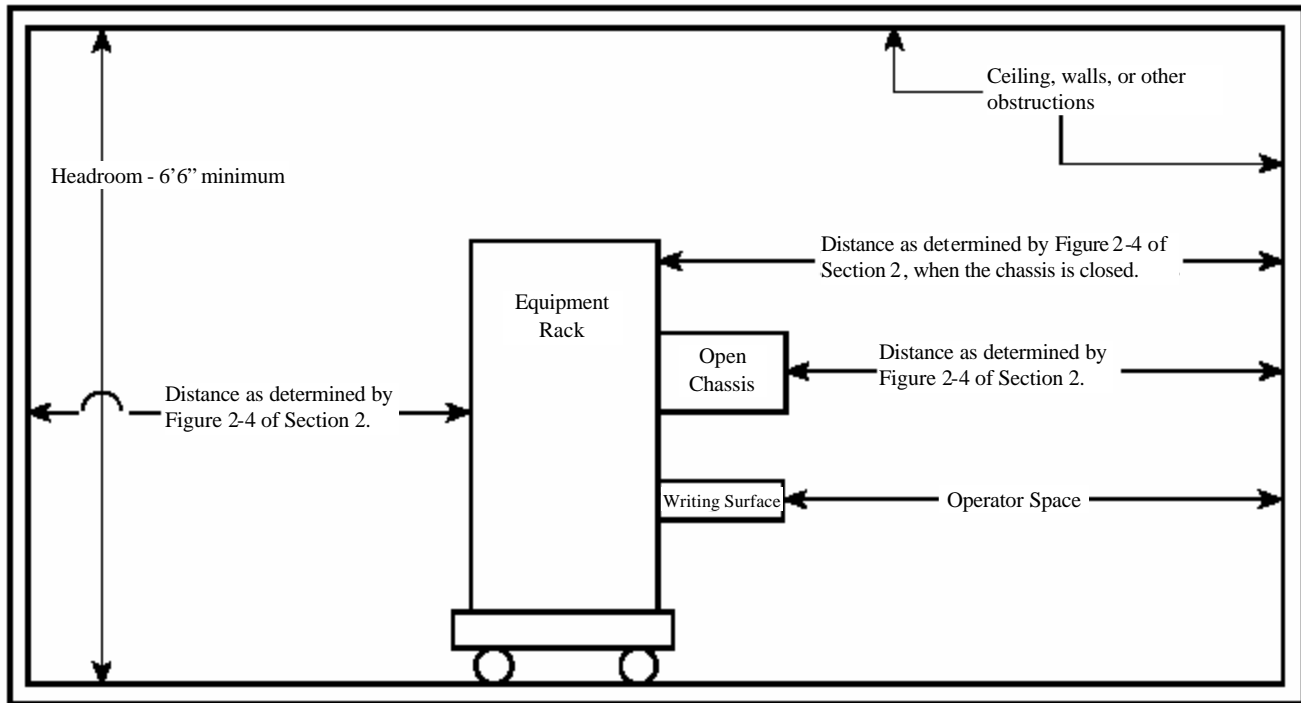 Ceiling, walls, or other
obstructions
Headroom - 6’6” minimum
Distance as determined by Figure 2-4 of
Section 2, when the chassis is closed.
Equipment
Rack
Open
Chassis
Distance as determined by
Figure 2-4 of Section 2.
Distance as determined by
Figure 2-4 of Section 2.
Writing Surface
Operator Space